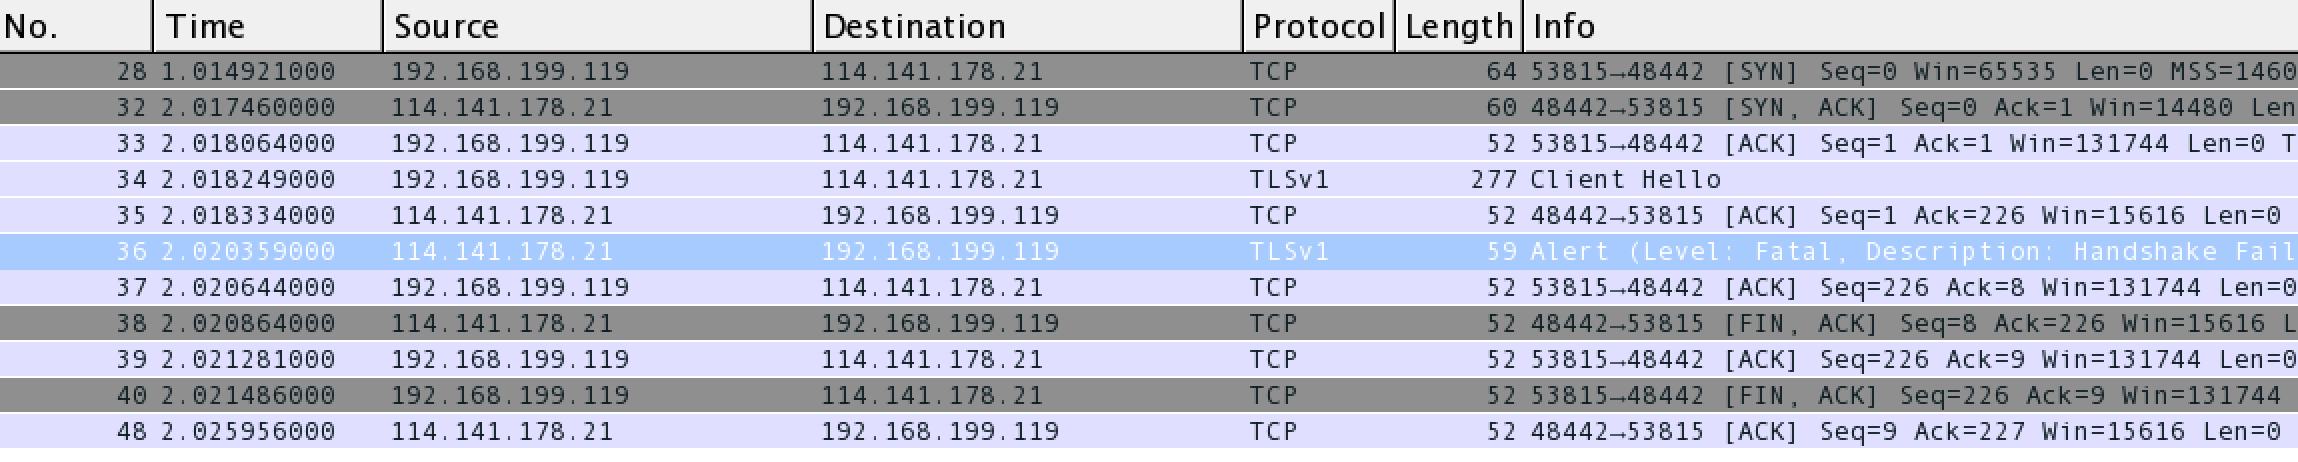 No. Time Source Destination Protocol Length Info
28 1.014921000 192.168.199.119 114.141.178.21 TCP 64 53815→48442 [SYN] Seq=0 Win=65535 Len=0 MSS=1460
32 2.017460000 114.141.178.21 192.168.199.119 TCP 60 48442→53815 [SYN, ACK] Seq=0 Ack=1 Win=14480 Len
33 2.018064000 192.168.199.119 114.141.178.21 TCP 52 53815→48442 [ACK] Seq=1 Ack=1 Win=131744 Len=0 T
34 2.018249000 192.168.199.119 114.141.178.21 TLSv1 277 Client Hello
35 2.018334000 114.141.178.21 192.168.199.119 TCP 52 48442→53815 [ACK] Seq=1 Ack=226 Win=15616 Len=0
36 2.020359000 114.141.178.21 192.168.199.119 TLSv1 59 Alert (Level: Fatal, Description: Handshake Fail
37 2.020644000 192.168.199.119 114.141.178.21 TCP 52 53815→48442 [ACK] Seq=226 Ack=8 Win=131744 Len=0
38 2.020864000 114.141.178.21 192.168.199.119 TCP 52 48442→53815 [FIN, ACK] Seq=8 Ack=226 Win=15616 L
39 2.021281000 192.168.199.119 114.141.178.21 TCP 52 53815→48442 [ACK] Seq=226 Ack=9 Win=131744 Len=0
40 2.021486000 192.168.199.119 114.141.178.21 TCP 52 53815→48442 [FIN, ACK] Seq=226 Ack=9 Win=131744
48 2.025956000 114.141.178.21 192.168.199.119 TCP 52 48442→53815 [ACK] Seq=9 Ack=227 Win=15616 Len=0